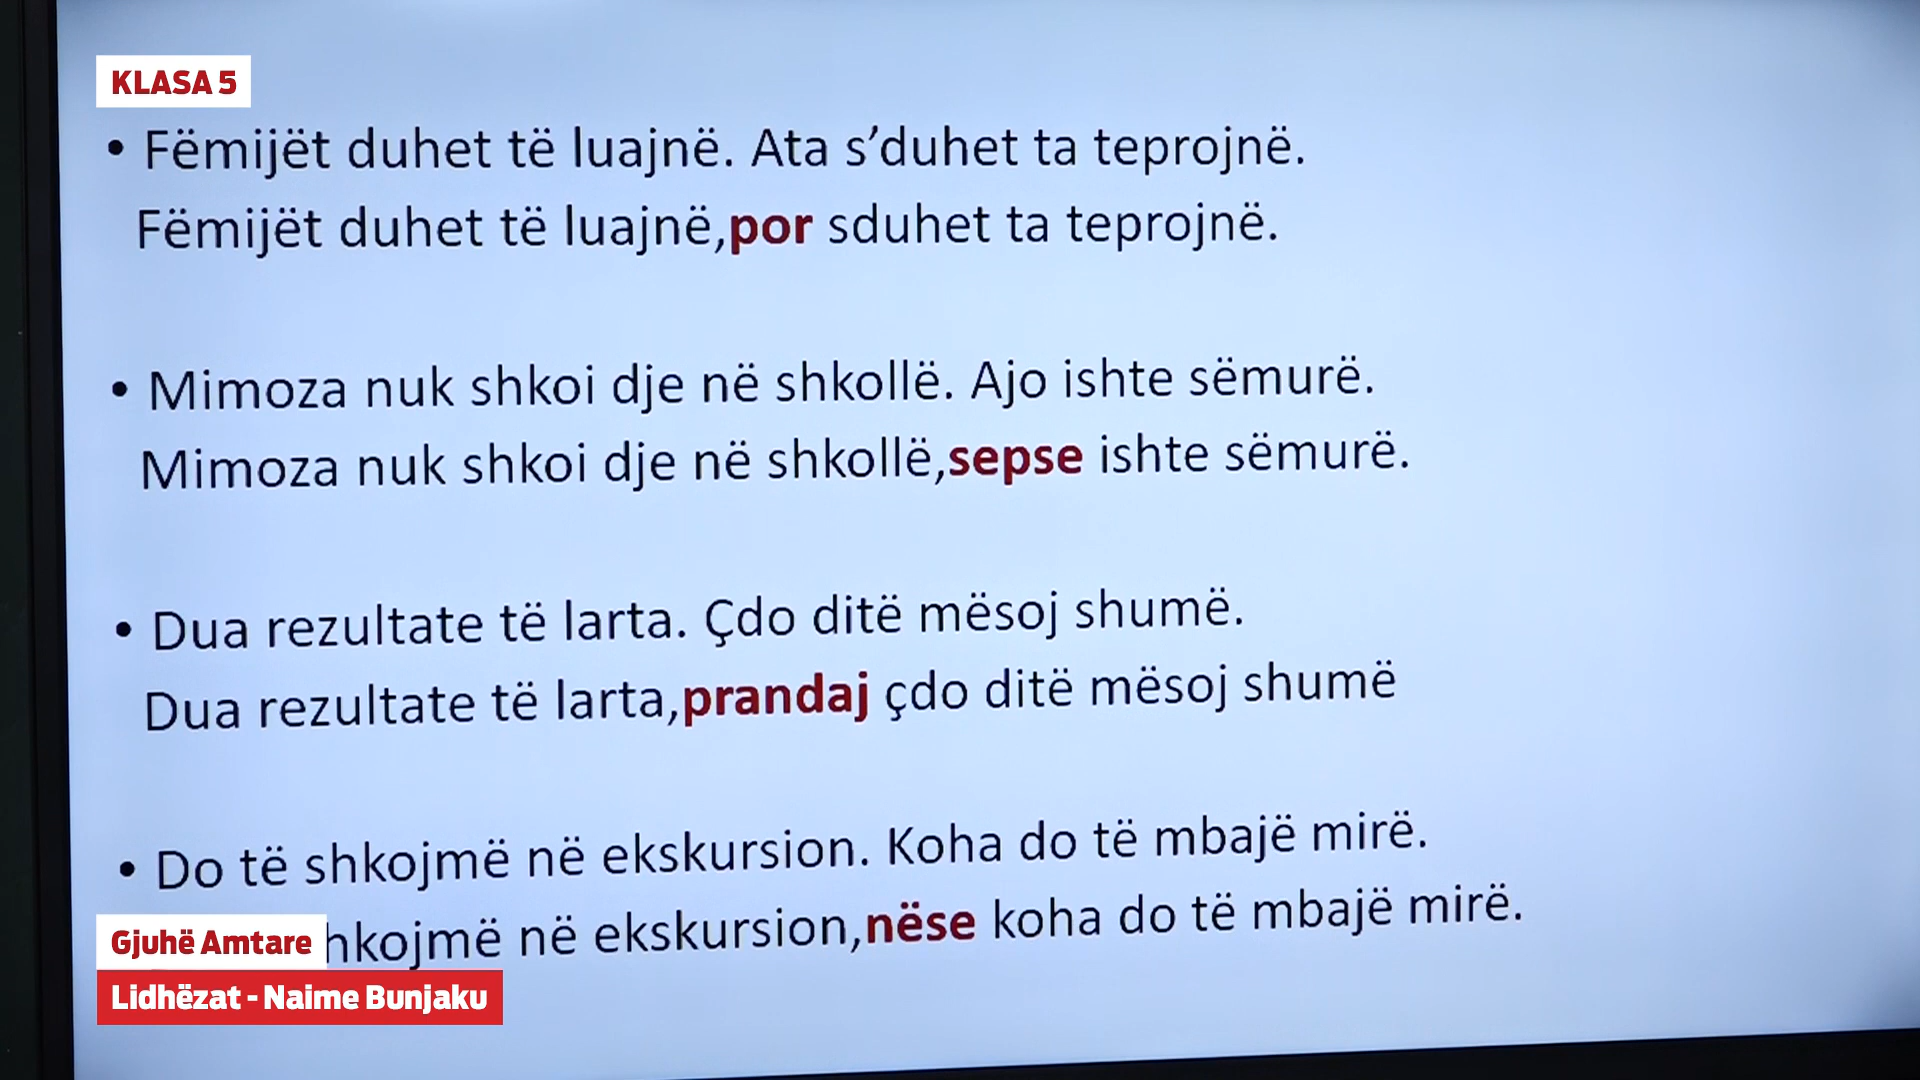 KLASA 5
• Fëmijët duhet të luajnë. Ata s’duhet ta teprojnë.
Fëmijët duhet të luajnë,por sduhet ta teprojnë.
• Mimoza nuk shkoi dje në shkollë. Ajo ishte sëmurë.
Mimoza nuk shkoi dje në shkollë,sepse ishte sëmurë.
• Dua rezultate të larta. Çdo ditë mësoj shumë.
Dua rezultate të larta,prandaj çdo ditë mësoj shumë
• Do të shkojmë në ekskursion. Koha do të mbajë mirë.
hkojmë në ekskursion,nëse koha do të mbajë mirë.
Gjuhë Amtare
Lidhëzat - Naime Bunjaku